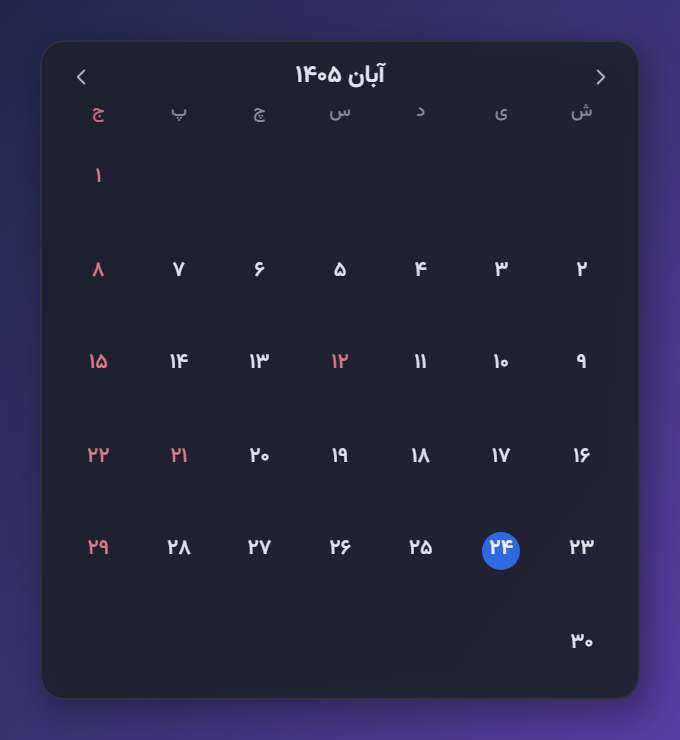 آبان ۱۴۰۵
ش ی د س چ پ ج
۱
۲ ۳ ۴ ۵ ۶ ۷ ۸
۹ ۱۰ ۱۱ ۱۲ ۱۳ ۱۴ ۱۵
۱۶ ۱۷ ۱۸ ۱۹ ۲۰ ۲۱ ۲۲
۲۳ ۲۴ ۲۵ ۲۶ ۲۷ ۲۸ ۲۹
۳۰